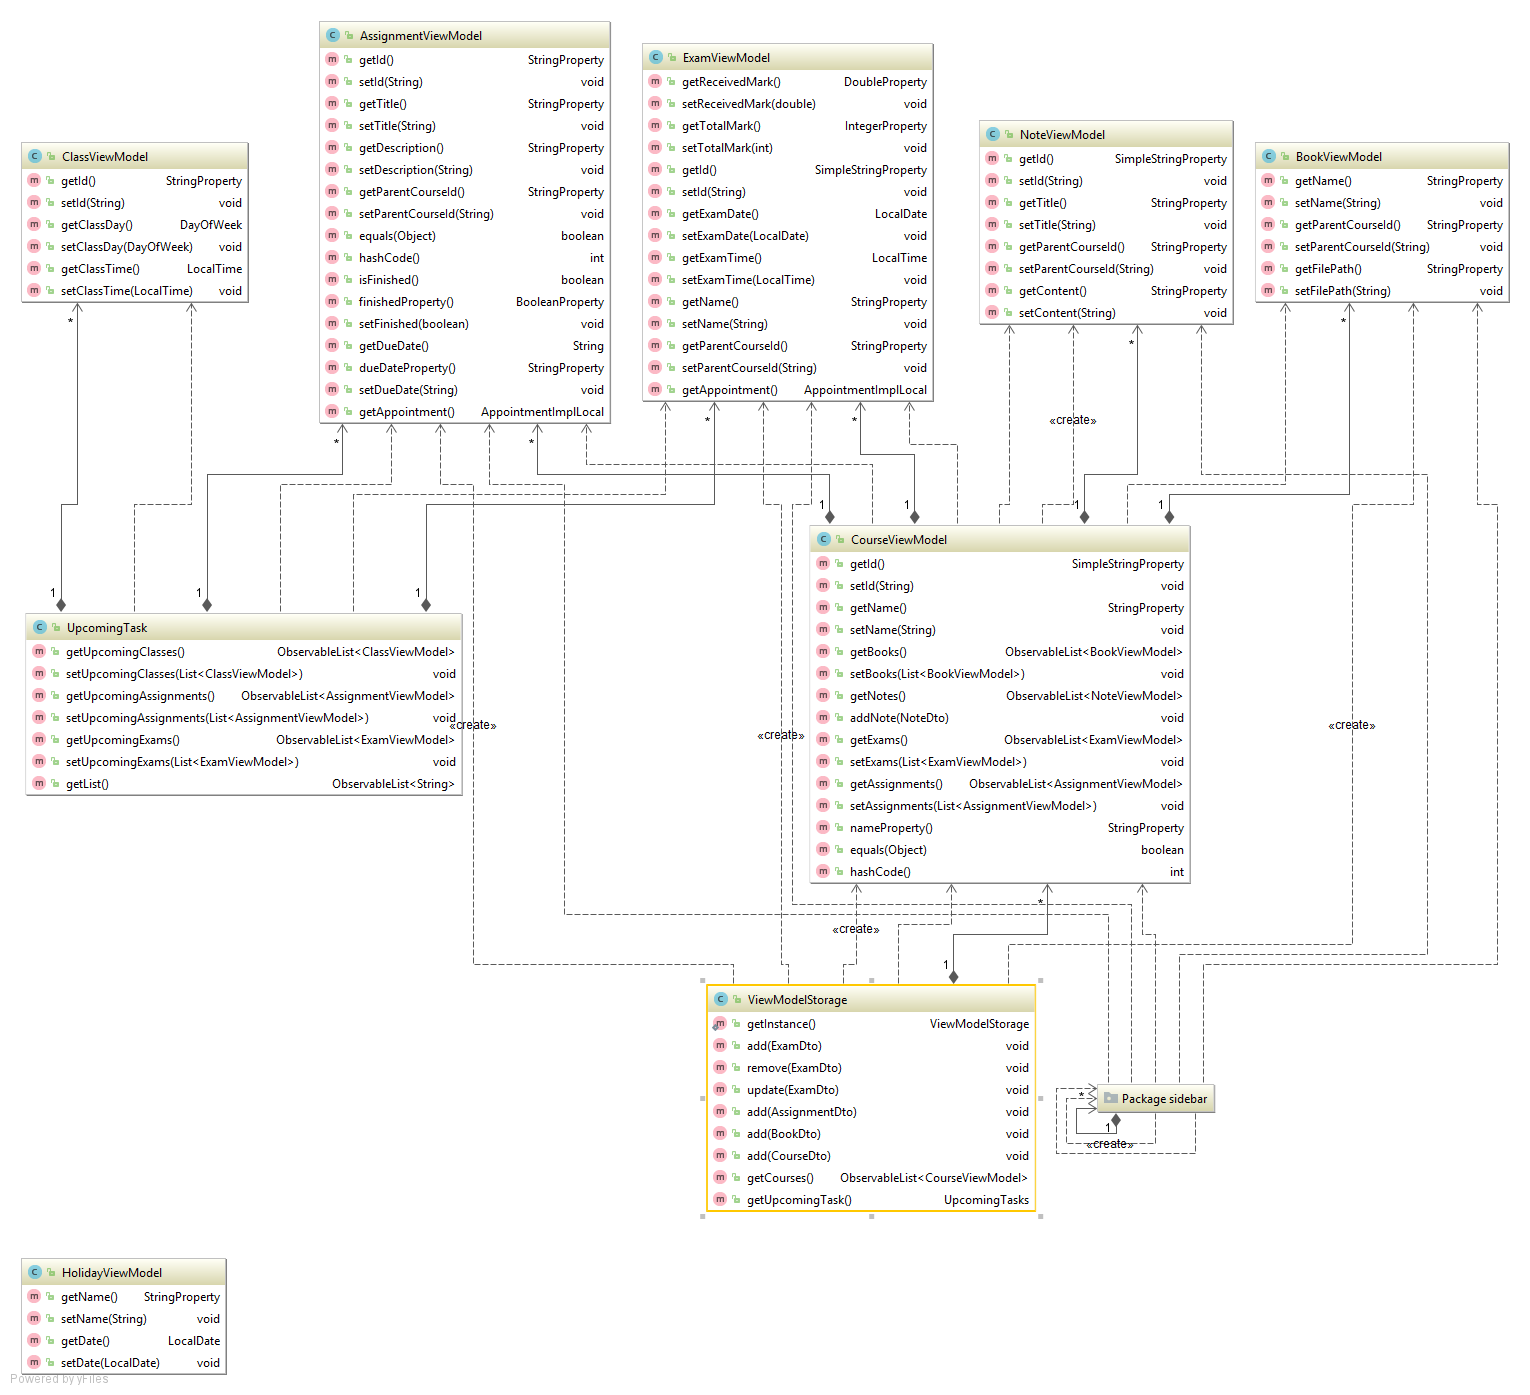 AssignmentViewModel
getId() StringProperty
setId(String) void
getTitle() StringProperty
setTitle(String) void
getDescription() StringProperty
setDescription(String) void
getParentCourseId() StringProperty
setParentCourseId(String) void
equals(Object) boolean
hashCode() int
isFinished() boolean
finishedProperty() BooleanProperty
setFinished(boolean) void
getDueDate() String
dueDateProperty() StringProperty
setDueDate(String) void
getAppointment() AppointmentImplLocal
ExamViewModel
getReceivedMark() DoubleProperty
setReceivedMark(double) void
getTotalMark() IntegerProperty
setTotalMark(int) void
getId() SimpleStringProperty
setId(String) void
getExamDate() LocalDate
setExamDate(LocalDate) void
getExamTime() LocalTime
setExamTime(LocalTime) void
getName() StringProperty
setName(String) void
getParentCourseId() StringProperty
setParentCourseId(String) void
getAppointment() AppointmentImplLocal
NoteViewModel
getId() SimpleStringProperty
setId(String) void
getTitle() StringProperty
setTitle(String) void
getParentCourseId() StringProperty
setParentCourseId(String) void
getContent() StringProperty
setContent(String) void
BookViewModel
getName() StringProperty
setName(String) void
getParentCourseId() StringProperty
setParentCourseId(String) void
getFilePath() StringProperty
setFilePath(String) void
ClassViewModel
getId() StringProperty
setId(String) void
getClassDay() DayOfWeek
setClassDay(DayOfWeek) void
getClassTime() LocalTime
setClassTime(LocalTime) void
* * * * * * *
«create»
1 1 1 1 1 1 1
UpcomingTask
getUpcomingClasses() ObservableList<ClassViewModel>
setUpcomingClasses(List<ClassViewModel>) void
getUpcomingAssignments() ObservableList<AssignmentViewModel>
setUpcomingAssignments(List<AssignmentViewModel>) void
getUpcomingExams() ObservableList<ExamViewModel>
setUpcomingExams(List<ExamViewModel>) void
getList() ObservableList<String>
«create»
«create»
CourseViewModel
getId() SimpleStringProperty
setId(String) void
getName() StringProperty
setName(String) void
getBooks() ObservableList<BookViewModel>
setBooks(List<BookViewModel>) void
getNotes() ObservableList<NoteViewModel>
addNote(NoteDto) void
getExams() ObservableList<ExamViewModel>
setExams(List<ExamViewModel>) void
getAssignments() ObservableList<AssignmentViewModel>
setAssignments(List<AssignmentViewModel>) void
nameProperty() StringProperty
equals(Object) boolean
hashCode() int
«create»
*
«create»
1
ViewModelStorage
getInstance() ViewModelStorage
add(ExamDto) void
remove(ExamDto) void
update(ExamDto) void
add(AssignmentDto) void
add(BookDto) void
add(CourseDto) void
getCourses() ObservableList<CourseViewModel>
getUpcomingTask() UpcomingTasks
*
Package sidebar
1
«create»
HolidayViewModel
getName() StringProperty
setName(String) void
getDate() LocalDate
setDate(LocalDate) void
Powered by yFiles